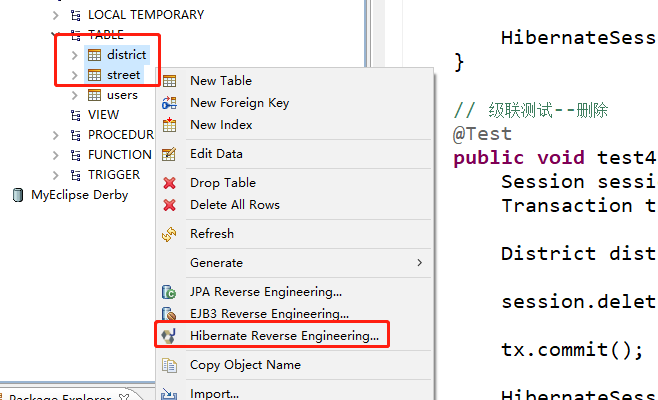 LOCAL TEMPORARY
TABLE
district
street
users
VIEW
PROCEDUR
FUNCTION
TRIGGER
MyEclipse Derby
New Table
New Foreign Key
New Index
Edit Data
Drop Table
Delete All Rows
Refresh
Generate
JPA Reverse Engineering...
EJB3 Reverse Engineering...
Hibernate Reverse Engineering...
Copy Object Name
Import...
Package Explorer
HibernateSess
}
// 级联测试--删除
@Test
public void test4
Session sessi
Transaction t
District dist
session.delet
tx.commit();
HibernateSess